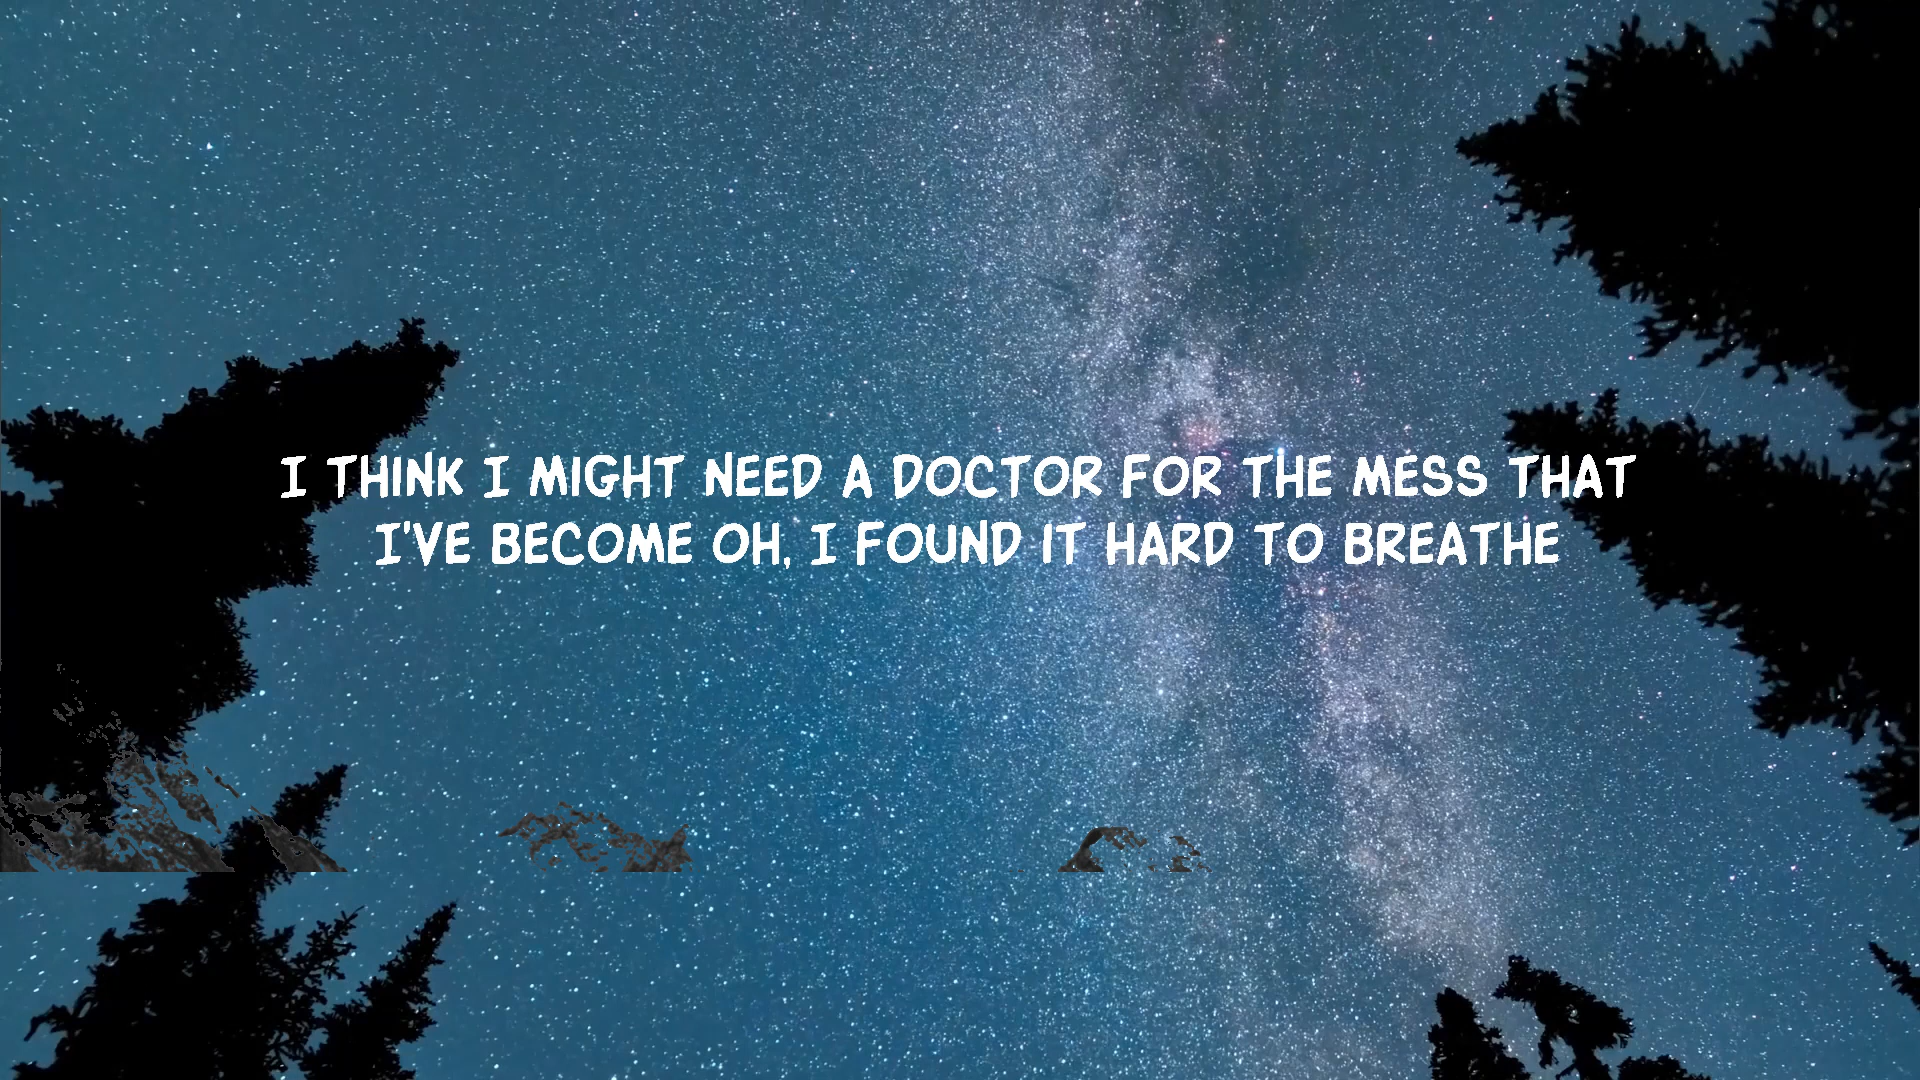 I THINK I MIGHT NEED A DOCTOR FOR THE MESS THAT
I'VE BECOME OH, I FOUND IT HARD TO BREATHE